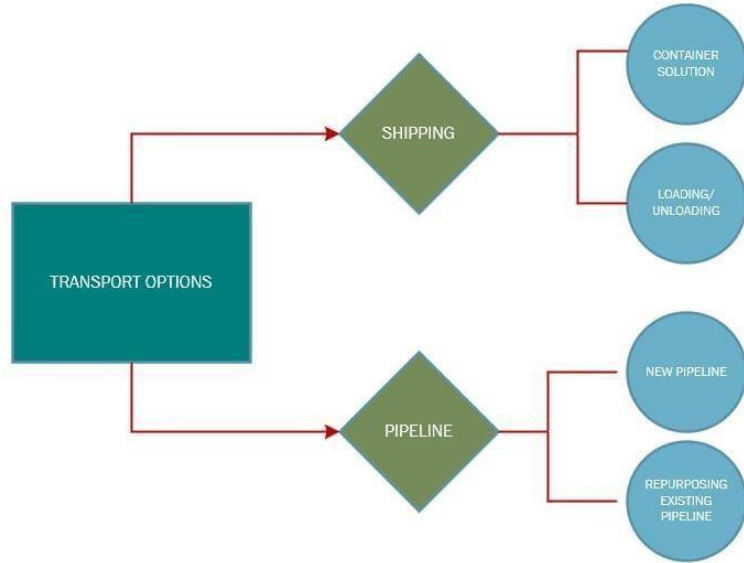 CONTAINER
SOLUTION
SHIPPING
LOADING/
UNLOADING
TRANSPORT OPTIONS
NEW PIPELINE
PIPELINE
REPURPOSING
EXISTING
PIPELINE